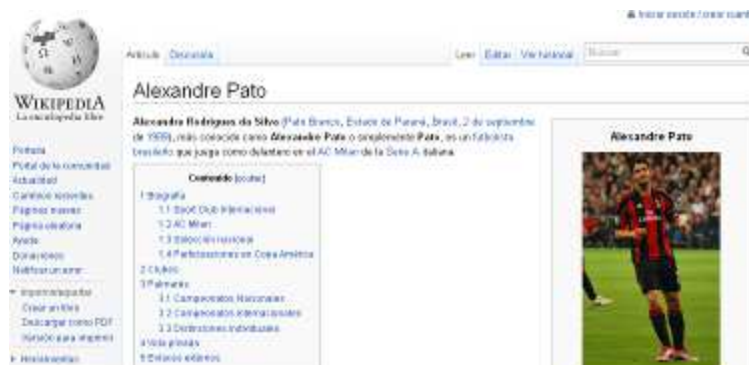 Iniciar sesión / crear cuenta
WIKIPEDIA
La enciclopedia libre
Artículo Discusión Leer Editar Ver historial Buscar
Alexandre Pato
Alexandre Rodrigues da Silva (Pato Branco, Estado de Paraná, Brasil, 2 de septiembre
de 1989), más conocido como Alexandre Pato o simplemente Pato, es un futbolista
brasileño que juega como delantero en el AC Milan de la Serie A italiana.
Alexandre Pato
Contenido [ocultar]
1 Biografía
1.1 Sport Club Internacional
1.2 AC Milan
1.3 Selección nacional
1.4 Participaciones en Copa América
2 Clubes
3 Palmarés
3.1 Campeonatos Nacionales
3.2 Campeonatos internacionales
3.3 Distinciones individuales
4 Vida privada
5 Enlaces externos
Portada
Portal de la comunidad
Actualidad
Cambios recientes
Páginas nuevas
Página aleatoria
Ayuda
Donaciones
Notificar un error
Imprimir/exportar
Crear un libro
Descargar como PDF
Versión para imprimir
Herramientas